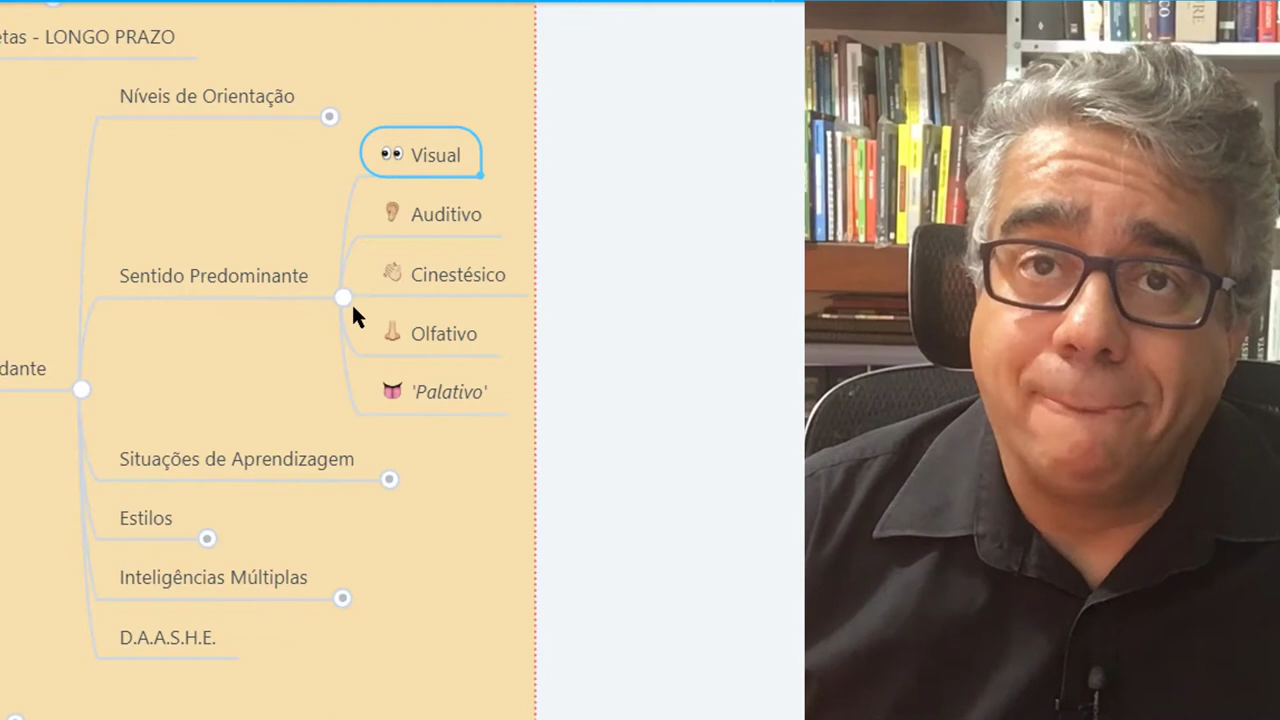 etas - LONGO PRAZO
Níveis de Orientação
Visual
Auditivo
Sentido Predominante
Cinestésico
Olfativo
dante
'Palativo'
Situações de Aprendizagem
Estilos
Inteligências Múltiplas
D.A.A.S.H.E.